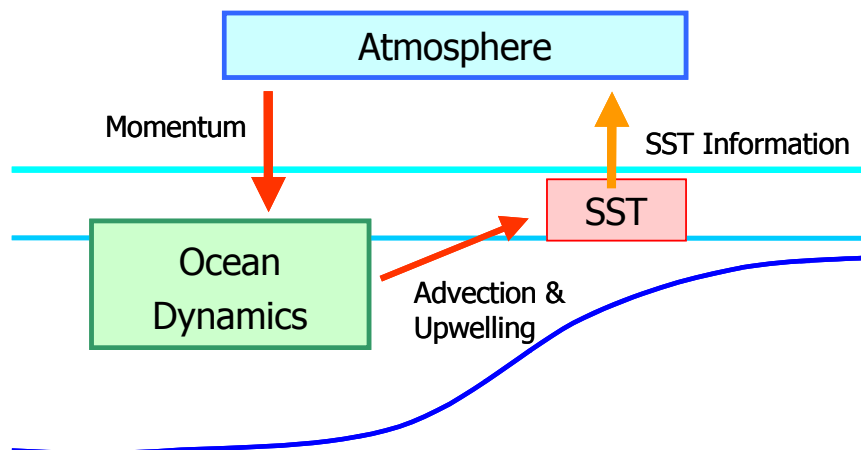 Atmosphere
Momentum
SST Information
SST
Ocean
Dynamics
Advection &
Upwelling